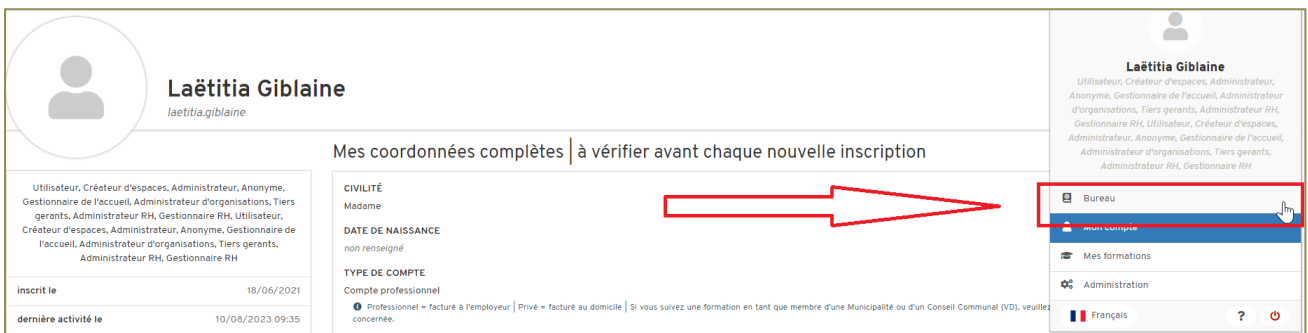 Laëtitia Giblaine
laetitia.giblaine
Mes coordonnées complètes | à vérifier avant chaque nouvelle inscription
Utilisateur, Créateur d'espaces, Administrateur, Anonyme,
Gestionnaire de l'accueil, Administrateur d'organisations, Tiers
gerants, Administrateur RH, Gestionnaire RH, Utilisateur,
Créateur d'espaces, Administrateur, Anonyme, Gestionnaire de
l'accueil, Administrateur d'organisations, Tiers gerants,
Administrateur RH, Gestionnaire RH
inscrit le 18/06/2021
dernière activité le 10/08/2023 09:35
CIVILITÉ
Madame
DATE DE NAISSANCE
non renseigné
TYPE DE COMPTE
Compte professionnel
Professionnel = facturé à l'employeur | Privé = facturé au domicile | Si vous suivez une formation en tant que membre d'une Municipalité ou d'un Conseil Communal (VD), veuillez
concernée.
Laëtitia Giblaine
Utilisateur, Créateur d'espaces, Administrateur,
Anonyme, Gestionnaire de l'accueil, Administrateur
d'organisations, Tiers gerants, Administrateur RH,
Gestionnaire RH, Utilisateur, Créateur d'espaces,
Administrateur, Anonyme, Gestionnaire de l'accueil,
Administrateur d'organisations, Tiers gerants,
Administrateur RH, Gestionnaire RH
Bureau
Mon compte
Mes formations
Administration
Français ?